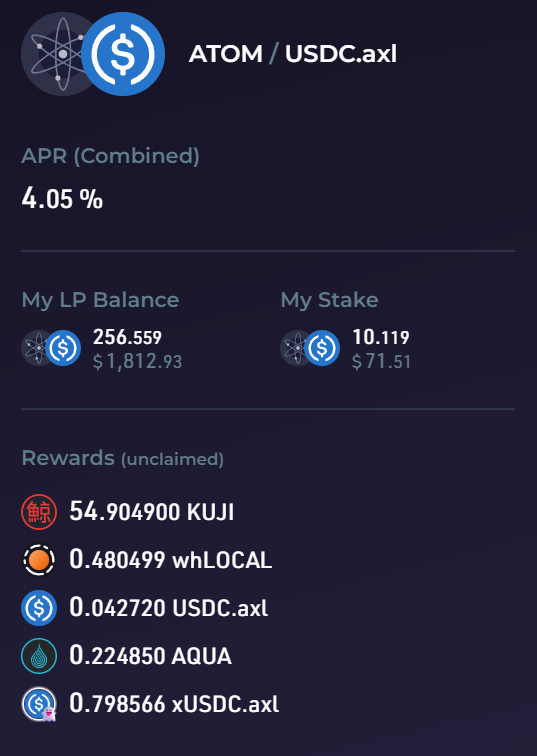 ATOM / USDC.axl
APR (Combined)
4.05 %
My LP Balance
256.559
$1,812.93
My Stake
10.119
$71.51
Rewards (unclaimed)
鯨 54.904900 KUJI
0.480499 whLOCAL
$ 0.042720 USDC.axl
0.224850 AQUA
$ 0.798566 xUSDC.axl